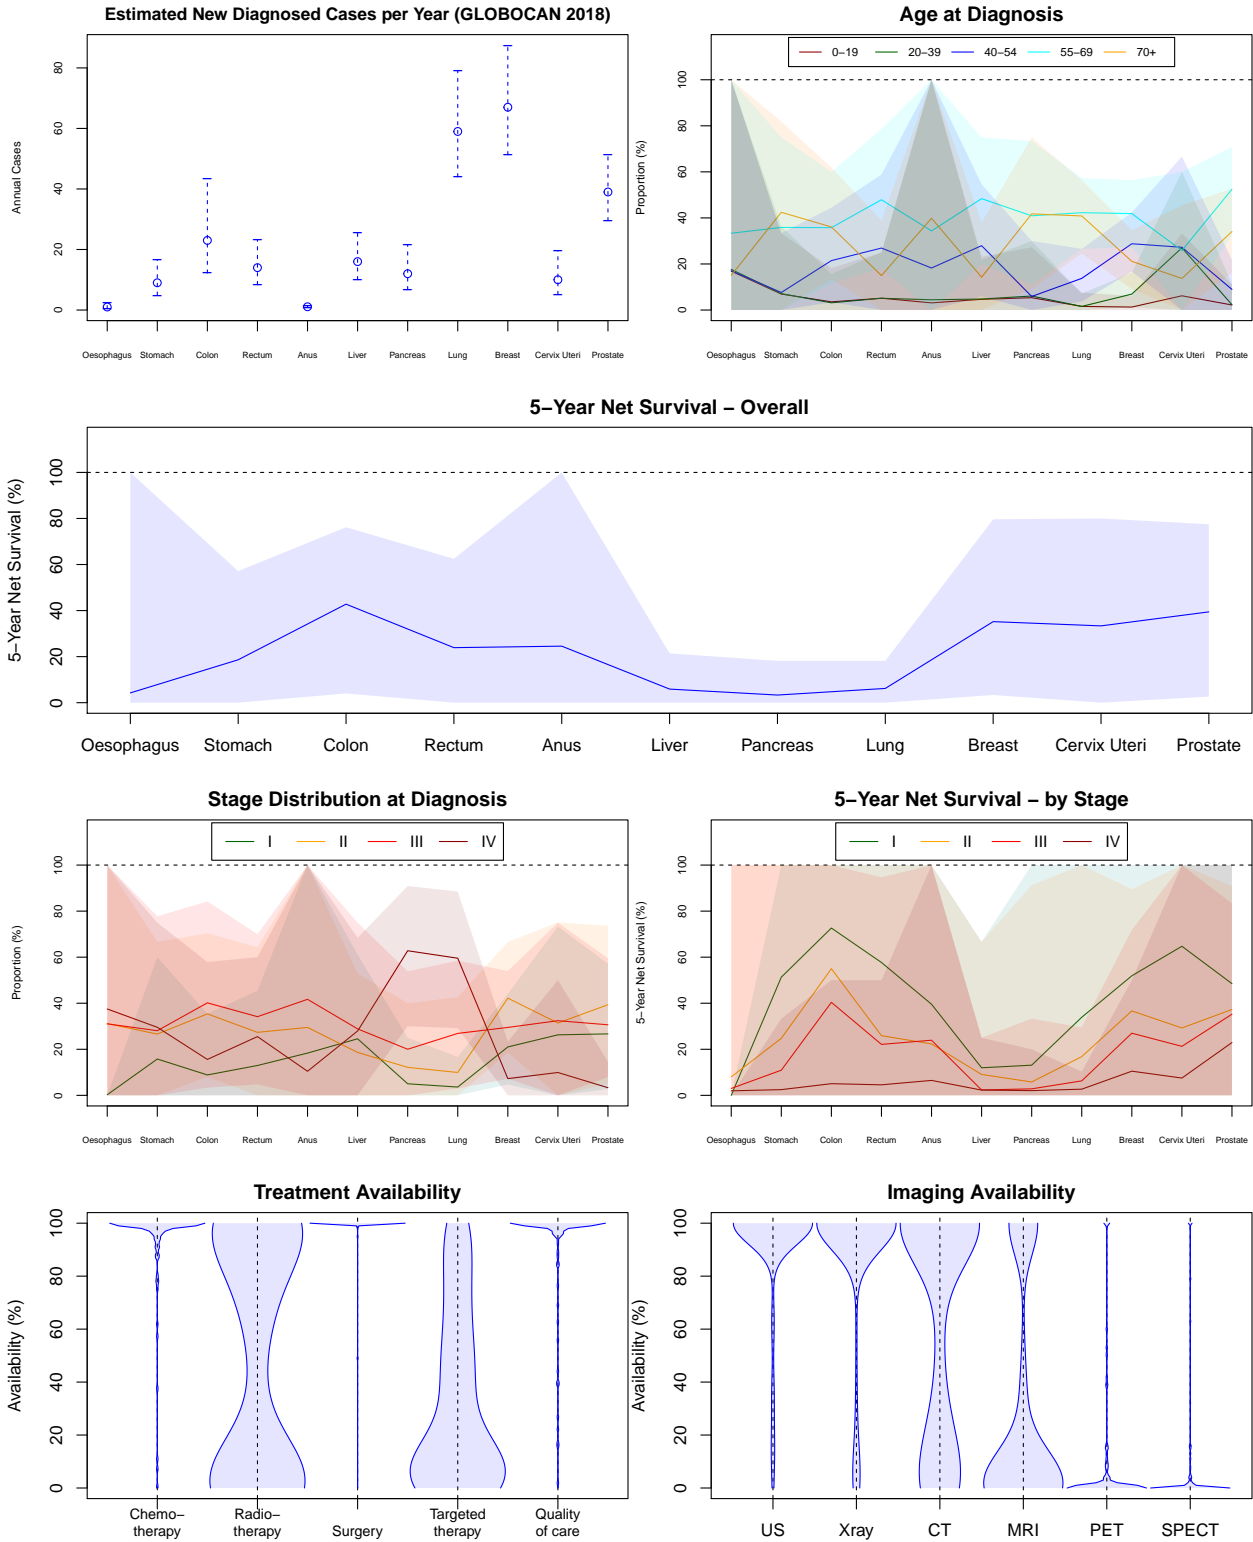 Estimated New Diagnosed Cases per Year (GLOBOCAN 2018)
Annual Cases
0
20
40
60
80
Oesophagus Stomach Colon Rectum Anus Liver Pancreas Lung Breast Cervix Uteri Prostate
Age at Diagnosis
0−19 20−39 40−54 55−69 70+
Proportion (%)
0
20
40
60
80
100
Oesophagus Stomach Colon Rectum Anus Liver Pancreas Lung Breast Cervix Uteri Prostate
5−Year Net Survival − Overall
5−Year Net Survival (%)
0
20
40
60
80
100
Oesophagus Stomach Colon Rectum Anus Liver Pancreas Lung Breast Cervix Uteri Prostate
Stage Distribution at Diagnosis
I II III IV
Proportion (%)
0
20
40
60
80
100
Oesophagus Stomach Colon Rectum Anus Liver Pancreas Lung Breast Cervix Uteri Prostate
5−Year Net Survival − by Stage
I II III IV
5−Year Net Survival (%)
0
20
40
60
80
100
Oesophagus Stomach Colon Rectum Anus Liver Pancreas Lung Breast Cervix Uteri Prostate
Treatment Availability
Availability (%)
0
20
40
60
80
100
Chemo−
therapy
Radio−
therapy
Surgery
Targeted
therapy
Quality
of care
Imaging Availability
Availability (%)
0
20
40
60
80
100
US Xray CT MRI PET SPECT